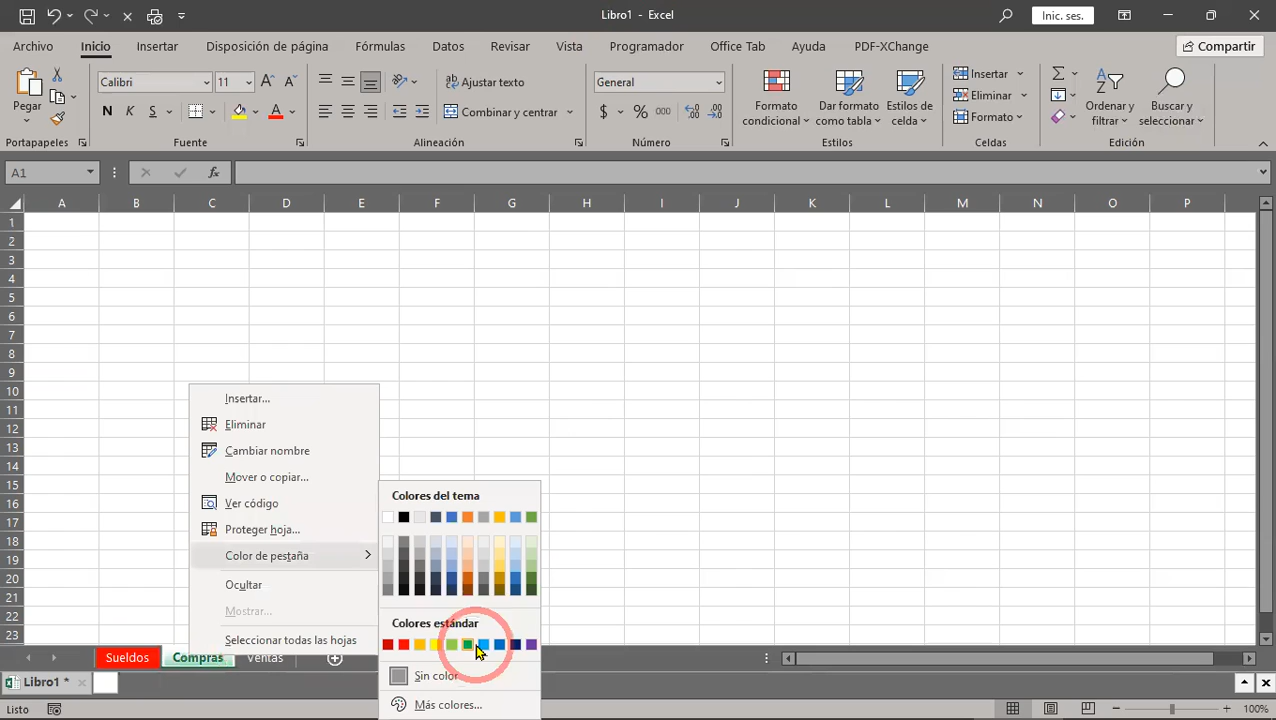 Libro1 - Excel
Inic. ses.
Archivo Inicio Insertar Disposición de página Fórmulas Datos Revisar Vista Programador Office Tab Ayuda PDF-XChange Compartir
Pegar
Calibri 11
N K S
Ajustar texto
Combinar y centrar
General
$ % 000
Formato condicional
Dar formato como tabla
Estilos de celda
Insertar
Eliminar
Formato
Ordenar y filtrar
Buscar y seleccionar
Portapapeles Fuente Alineación Número Estilos Celdas Edición
A1 fx
A B C D E F G H I J K L M N O P
1
2
3
4
5
6
7
8
9
10
11
12
13
14
15
16
17
18
19
20
21
22
23
Insertar...
Eliminar
Cambiar nombre
Mover o copiar...
Ver código
Proteger hoja...
Color de pestaña
Ocultar
Mostrar...
Seleccionar todas las hojas
Colores del tema
Colores estándar
Sin color
Más colores...
Sueldos Compras Ventas
Libro1 *
Listo
100%